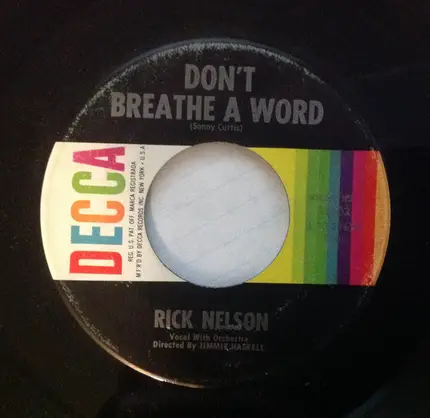 DON'T
BREATHE A WORD
(Sonny Curtis)
DECCA
REG. U.S. PAT. OFF. MARCA REGISTRADA
M'F'R'D BY DECCA RECORDS INC. NEW YORK • U.S.A.
RICK NELSON
Vocal With Orchestra
Directed By JIMMIE HASKELL